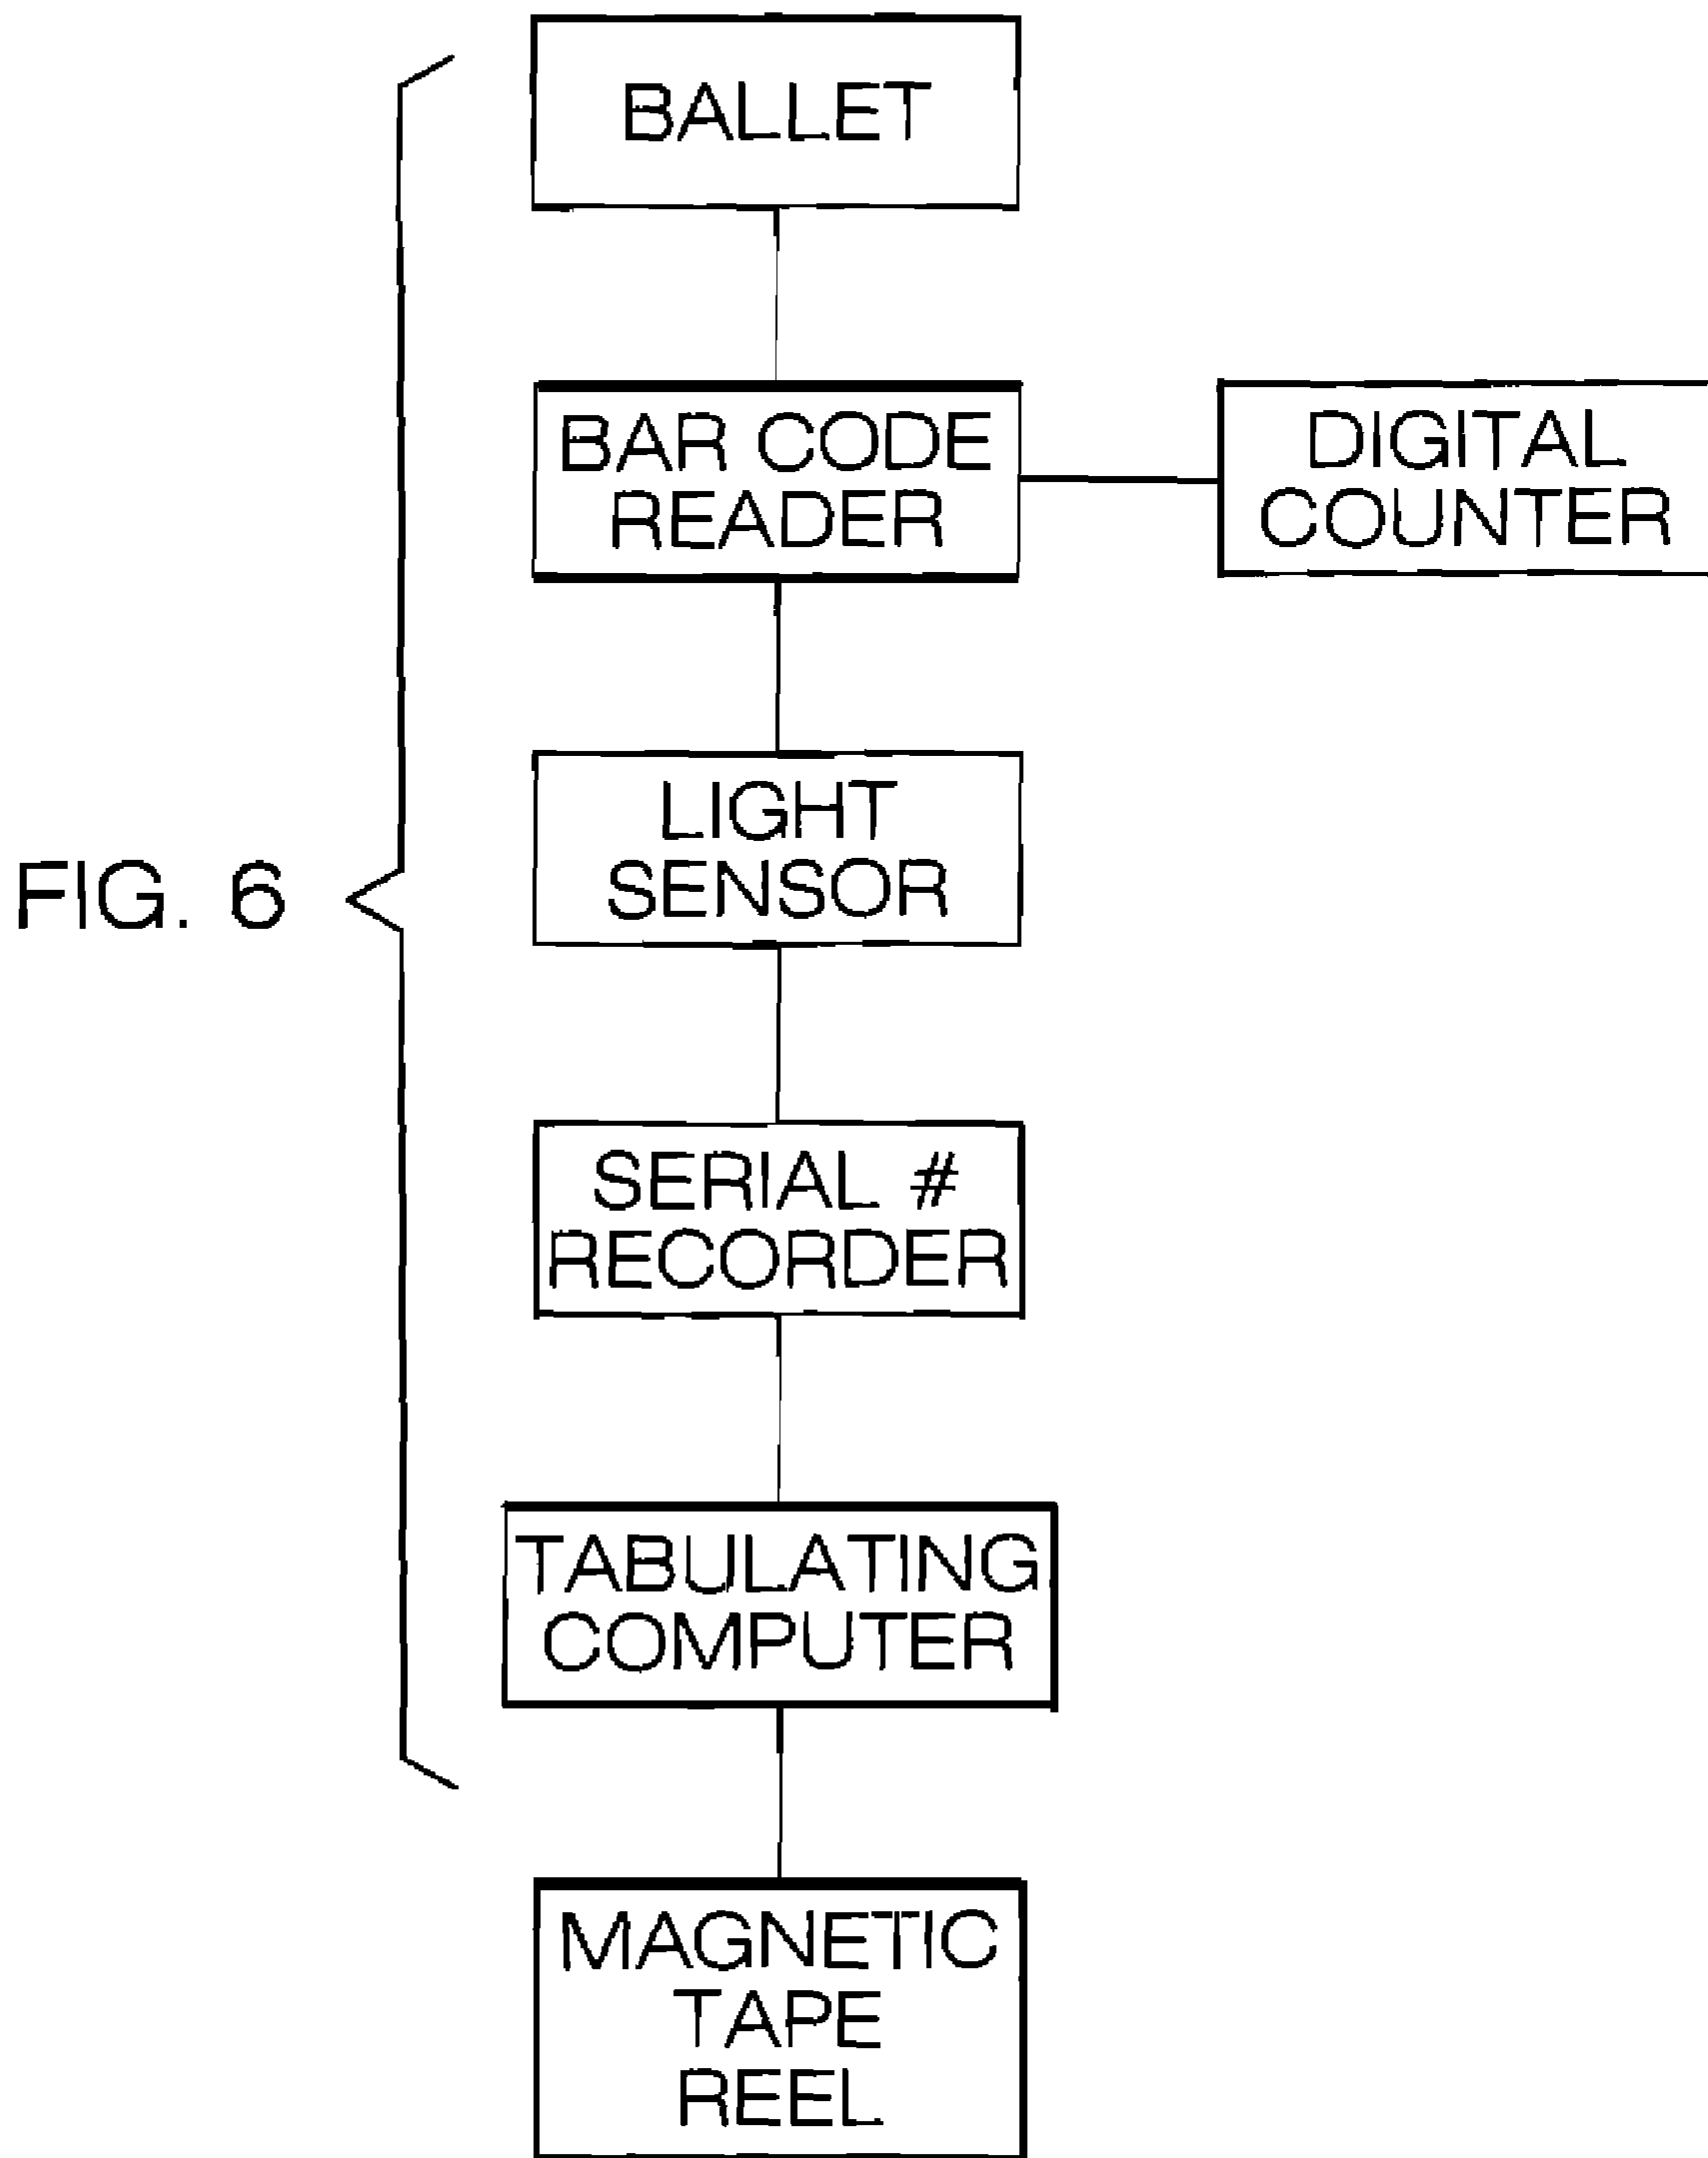 BALLET
BAR CODE
READER
DIGITAL
COUNTER
LIGHT
SENSOR
FIG. 6
SERIAL #
RECORDER
TABULATING
COMPUTER
MAGNETIC
TAPE
REEL